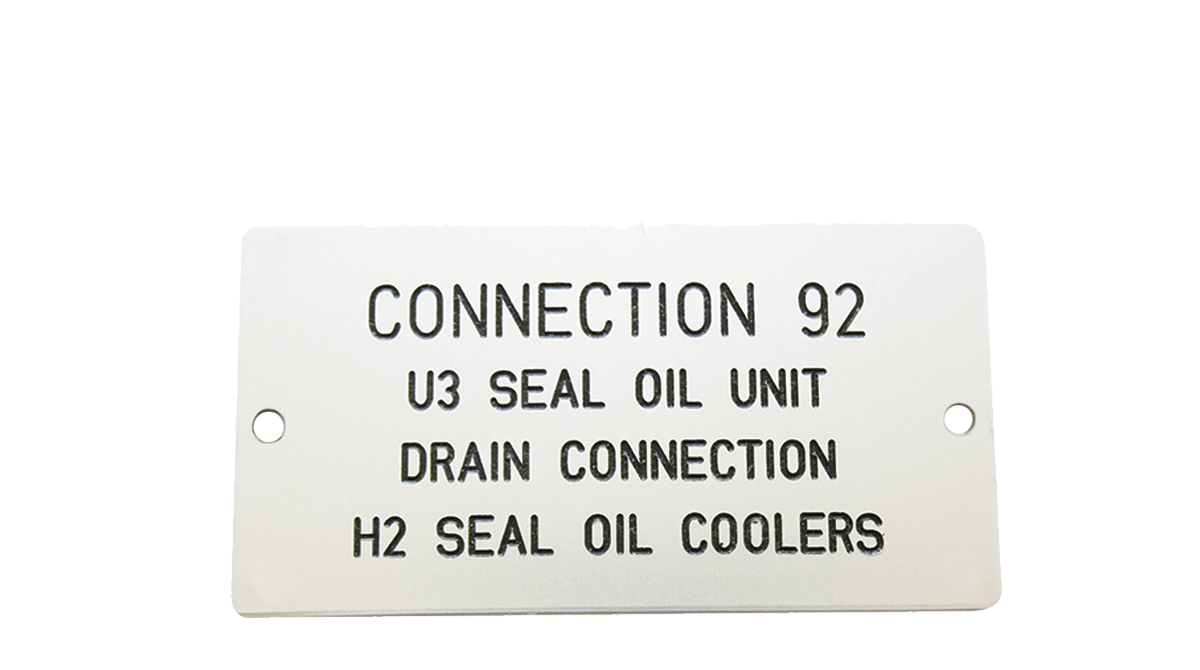 CONNECTION 92
U3 SEAL OIL UNIT
DRAIN CONNECTION
H2 SEAL OIL COOLERS